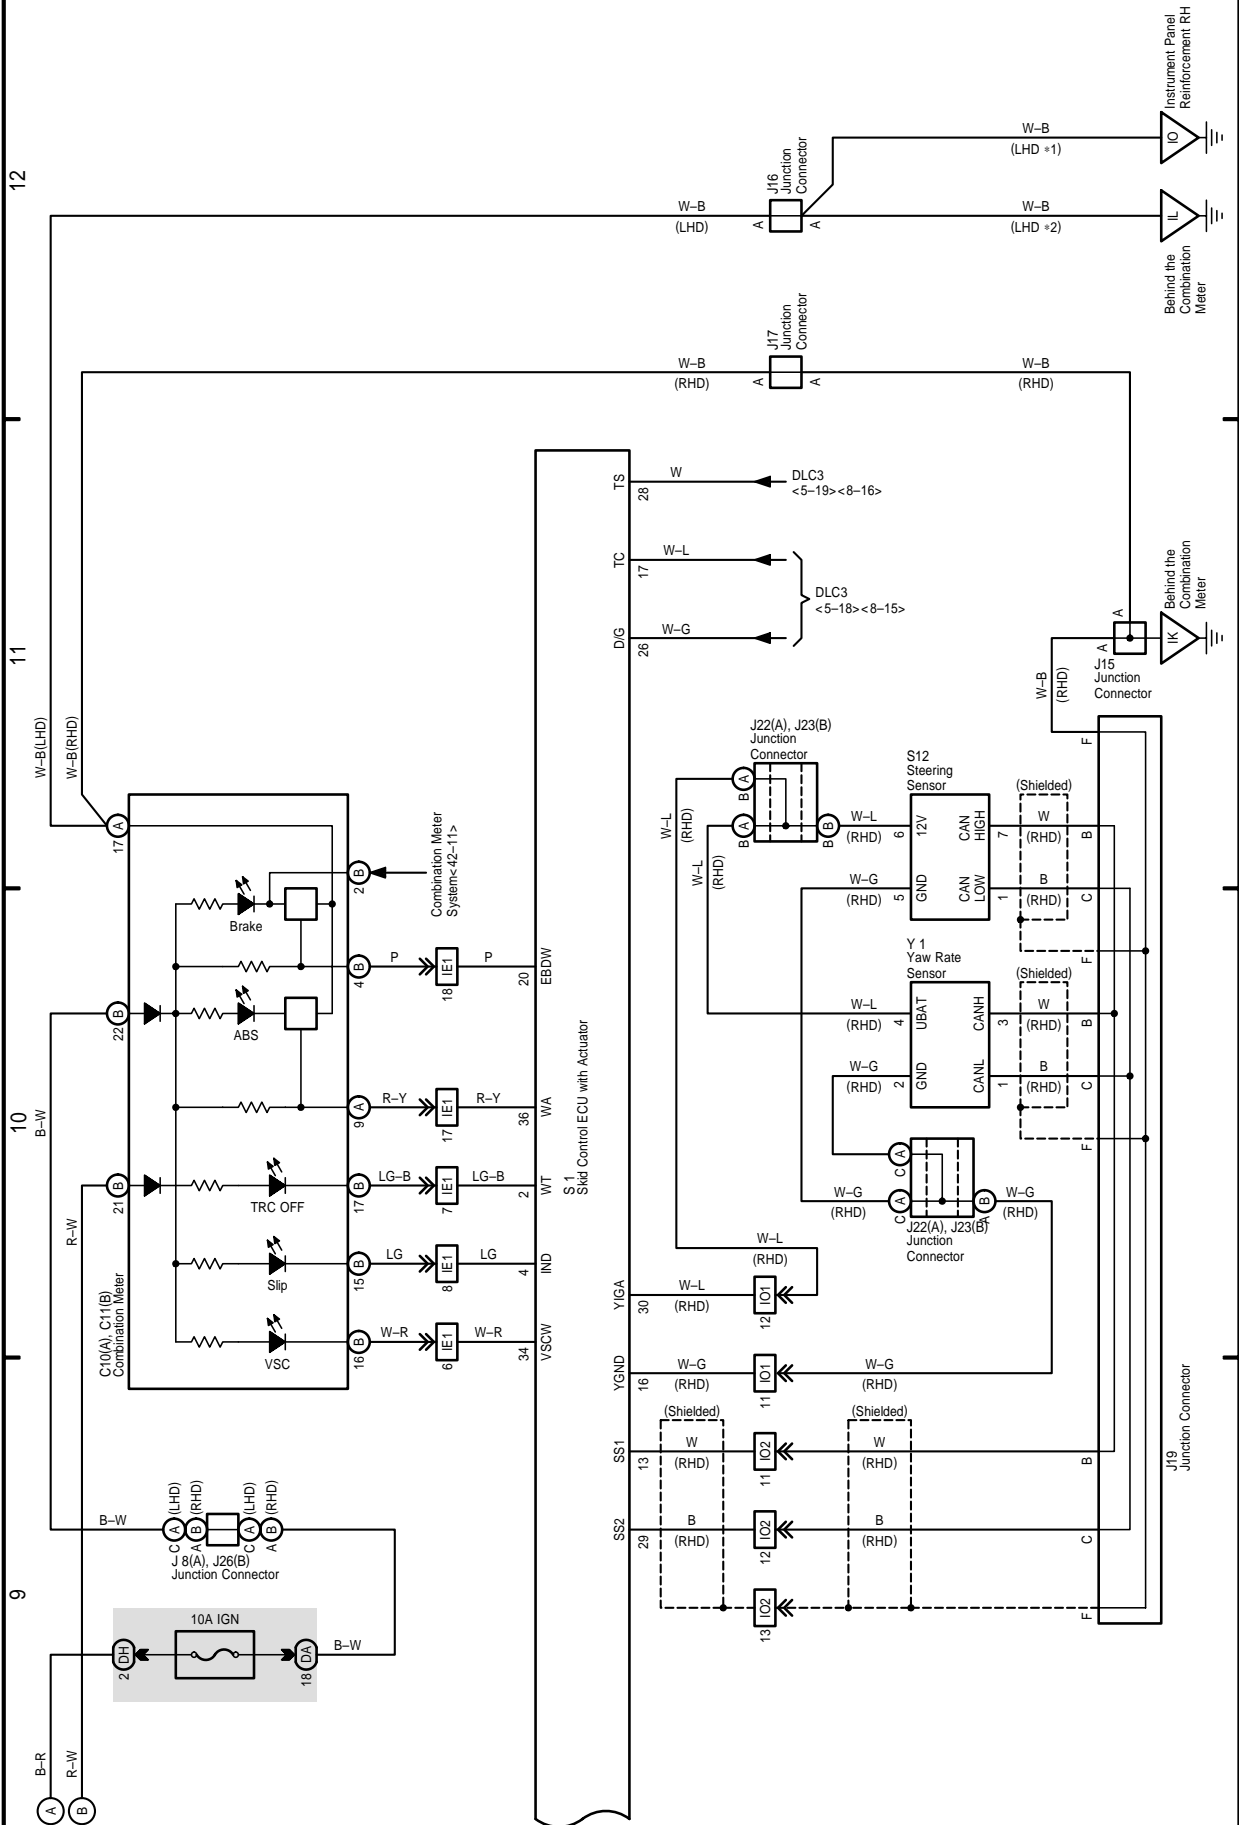 12
11
10
9
W–B
(LHD *1)
IO
Instrument Panel
Reinforcement RH
J16
Junction
Connector
W–B
(LHD)
A
A
W–B
(LHD *2)
IL
Behind the
Combination
Meter
J17
Junction
Connector
W–B
(RHD)
A
A
W–B
(RHD)
W–B(LHD)
W–B(RHD)
TS
28
W
DLC3
<5–19><8–16>
TC
17
W–L
DLC3
<5–18><8–15>
D/G
26
W–G
A
A
J15
Junction
Connector
IK
Behind the
Combination
Meter
W–B
(RHD)
F
17
A
2
B
Combination Meter
System<42–11>
Brake
4
B
P
IE1
18
P
20
EBDW
22
B
ABS
9
A
R–Y
IE1
17
R–Y
36
WA
B–W
21
B
TRC OFF
17
B
LG–B
IE1
7
LG–B
2
WT
R–W
Slip
15
B
LG
IE1
8
LG
4
IND
C10(A), C11(B)
Combination Meter
VSC
16
B
W–R
IE1
6
W–R
34
VSCW
S 1
Skid Control ECU with Actuator
J22(A), J23(B)
Junction
Connector
B
A
B
A
B
B
W–L
(RHD)
W–L
(RHD)
W–L
(RHD)
S12
Steering
Sensor
6
12V
CAN
HIGH
7
(Shielded)
W
(RHD)
B
W–G
(RHD)
5
GND
CAN
LOW
1
B
(RHD)
C
F
Y 1
Yaw Rate
Sensor
W–L
(RHD)
4
UBAT
CANH
3
(Shielded)
W
(RHD)
B
W–G
(RHD)
2
GND
CANL
1
B
(RHD)
C
F
C
A
C
A
B
A
W–G
(RHD)
W–G
(RHD)
J22(A), J23(B)
Junction
Connector
W–L
(RHD)
YIGA
30
W–L
(RHD)
IO1
12
YGND
16
W–G
(RHD)
IO1
11
W–G
(RHD)
(Shielded)
(Shielded)
SS1
13
W
(RHD)
IO2
11
W
(RHD)
B
SS2
29
B
(RHD)
IO2
12
B
(RHD)
C
IO2
13
F
J19
Junction Connector
B–W
C
A
(LHD)
A
B
(RHD)
C
A
(LHD)
A
B
(RHD)
J 8(A), J26(B)
Junction Connector
10A IGN
2
DH
18
DA
B–W
B–R
A
R–W
B